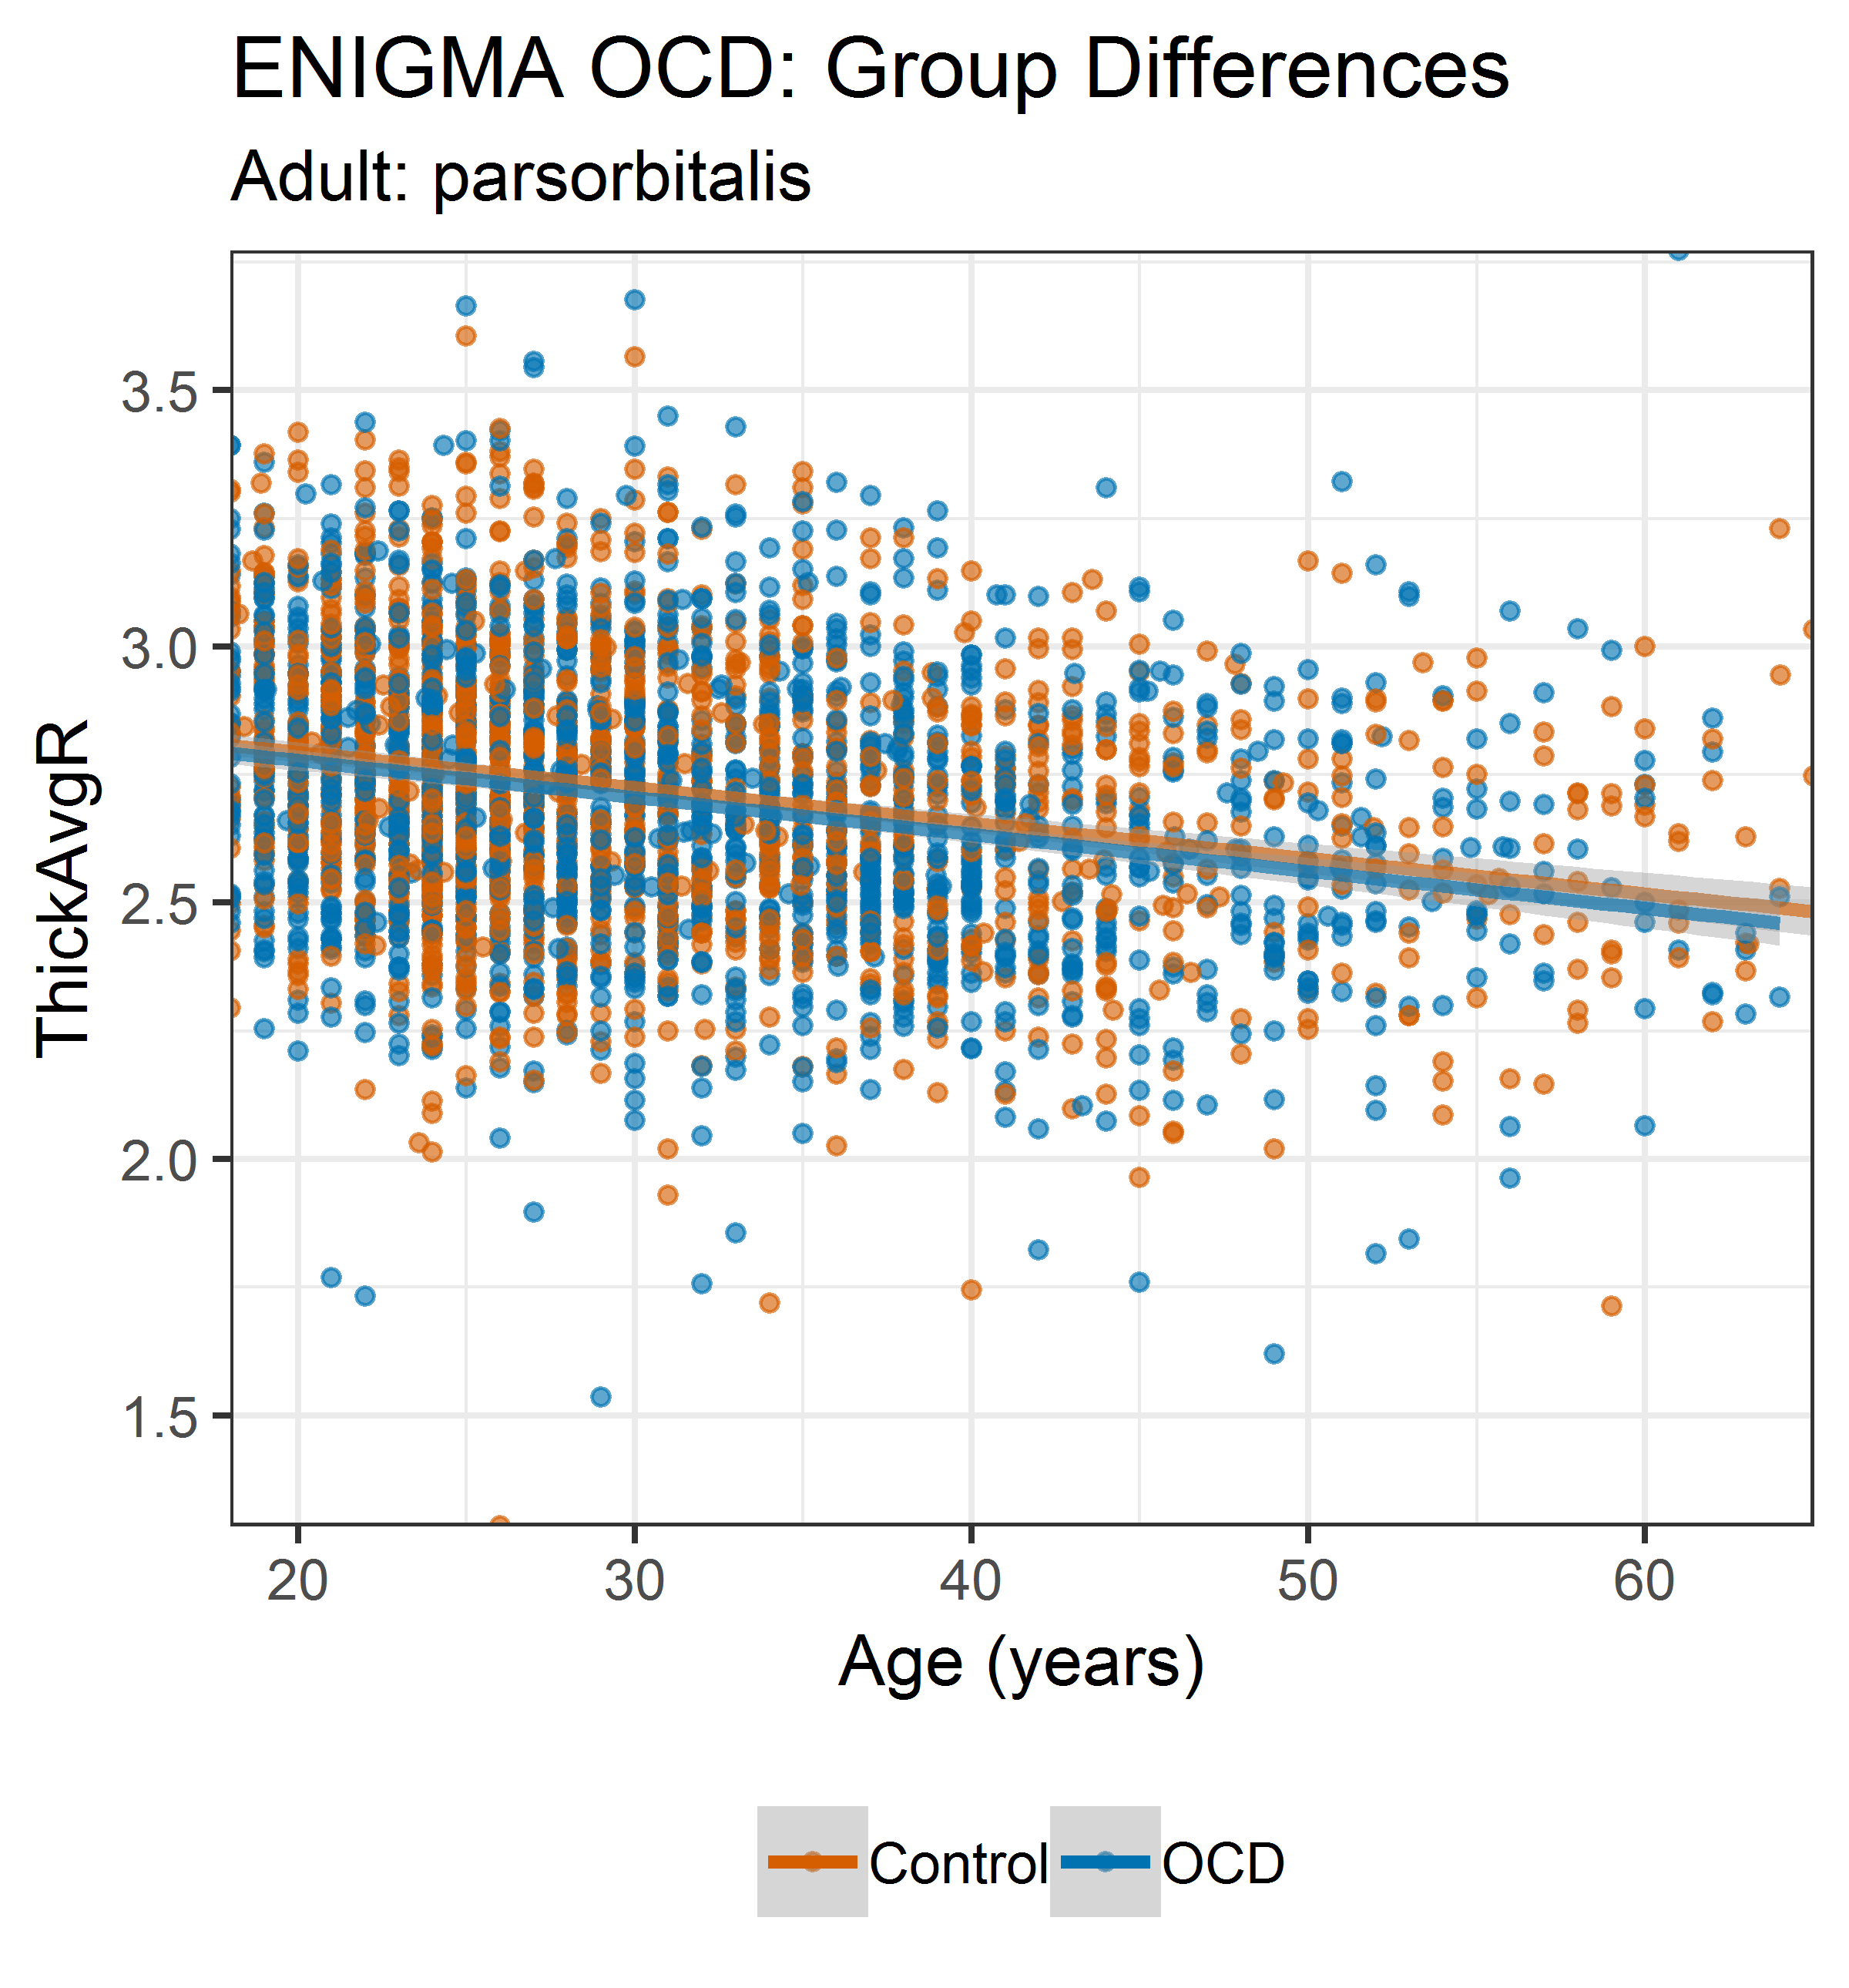 ENIGMA OCD: Group Differences
Adult: parsorbitalis
ThickAvgR
3.5
3.0
2.5
2.0
1.5
20 30 40 50 60
Age (years)
Control OCD